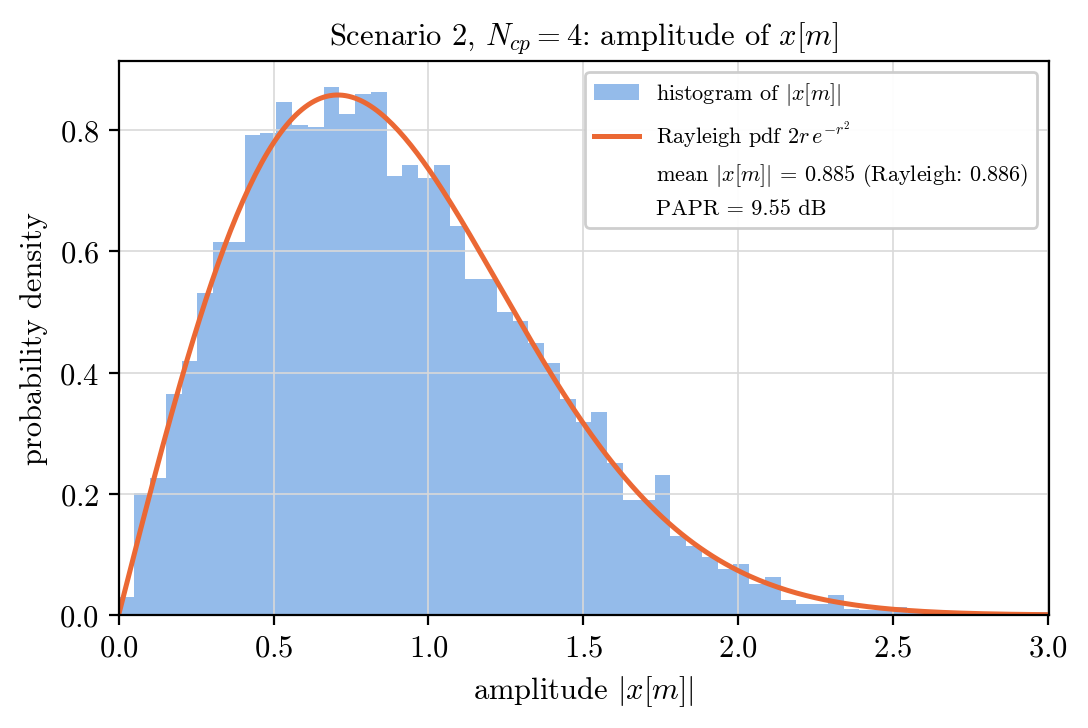 Scenario 2, $N_{cp} = 4$: amplitude of $x[m]$
histogram of $|x[m]|$
Rayleigh pdf $2r\,e^{-r^2}$
mean $|x[m]|$ = 0.885 (Rayleigh: 0.886)
PAPR = 9.55 dB
probability density
0.8
0.6
0.4
0.2
0.0
0.0 0.5 1.0 1.5 2.0 2.5 3.0
amplitude $|x[m]|$